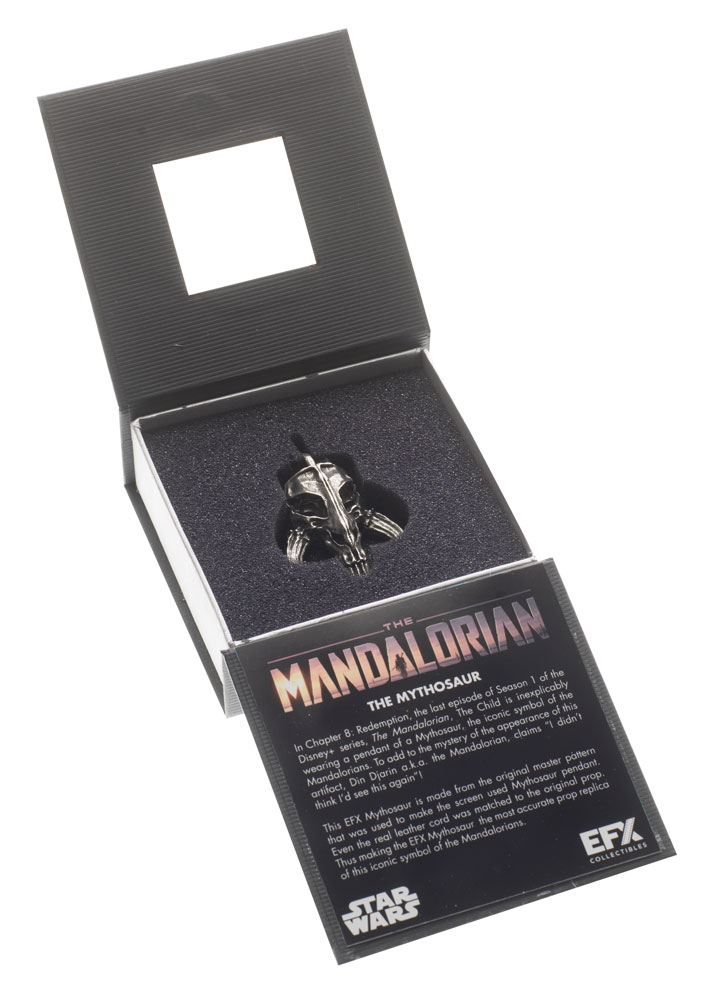 THE
MANDALORIAN
THE MYTHOSAUR
In Chapter 8: Redemption, the last episode of Season 1 of the
Disney+ series, The Mandalorian, The Child is inexplicably
wearing a pendant of a Mythosaur, the iconic symbol of the
Mandalorians. To add to the mystery of the appearance of this
artifact, Din Djarin a.k.a. the Mandalorian, claims "I didn't
think I'd see this again"!
This EFX Mythosaur is made from the original master pattern
that was used to make the screen used Mythosaur pendant.
Even the real leather cord was matched to the original prop.
Thus making the EFX Mythosaur the most accurate prop replica
of this iconic symbol of the Mandalorians.
STAR
WARS
EFX
COLLECTIBLES